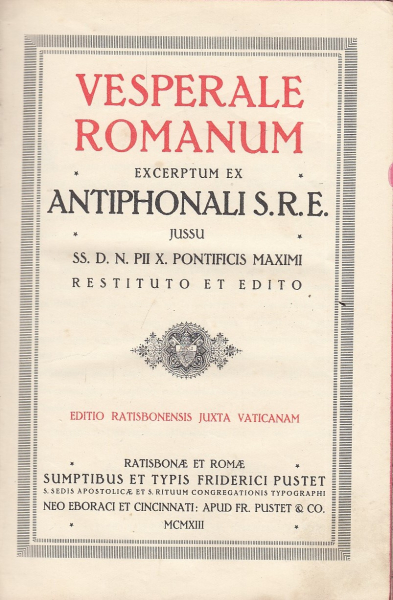 VESPERALE
ROMANUM
EXCERPTUM EX
ANTIPHONALI S.R.E.
JUSSU
SS. D. N. PII X. PONTIFICIS MAXIMI
RESTITUTO ET EDITO
EDITIO RATISBONENSIS JUXTA VATICANAM
RATISBONÆ ET ROMÆ
SUMPTIBUS ET TYPIS FRIDERICI PUSTET
S. SEDIS APOSTOLICÆ ET S. RITUUM CONGREGATIONIS TYPOGRAPHI
NEO EBORACI ET CINCINNATI: APUD FR. PUSTET & CO.
MCMXIII